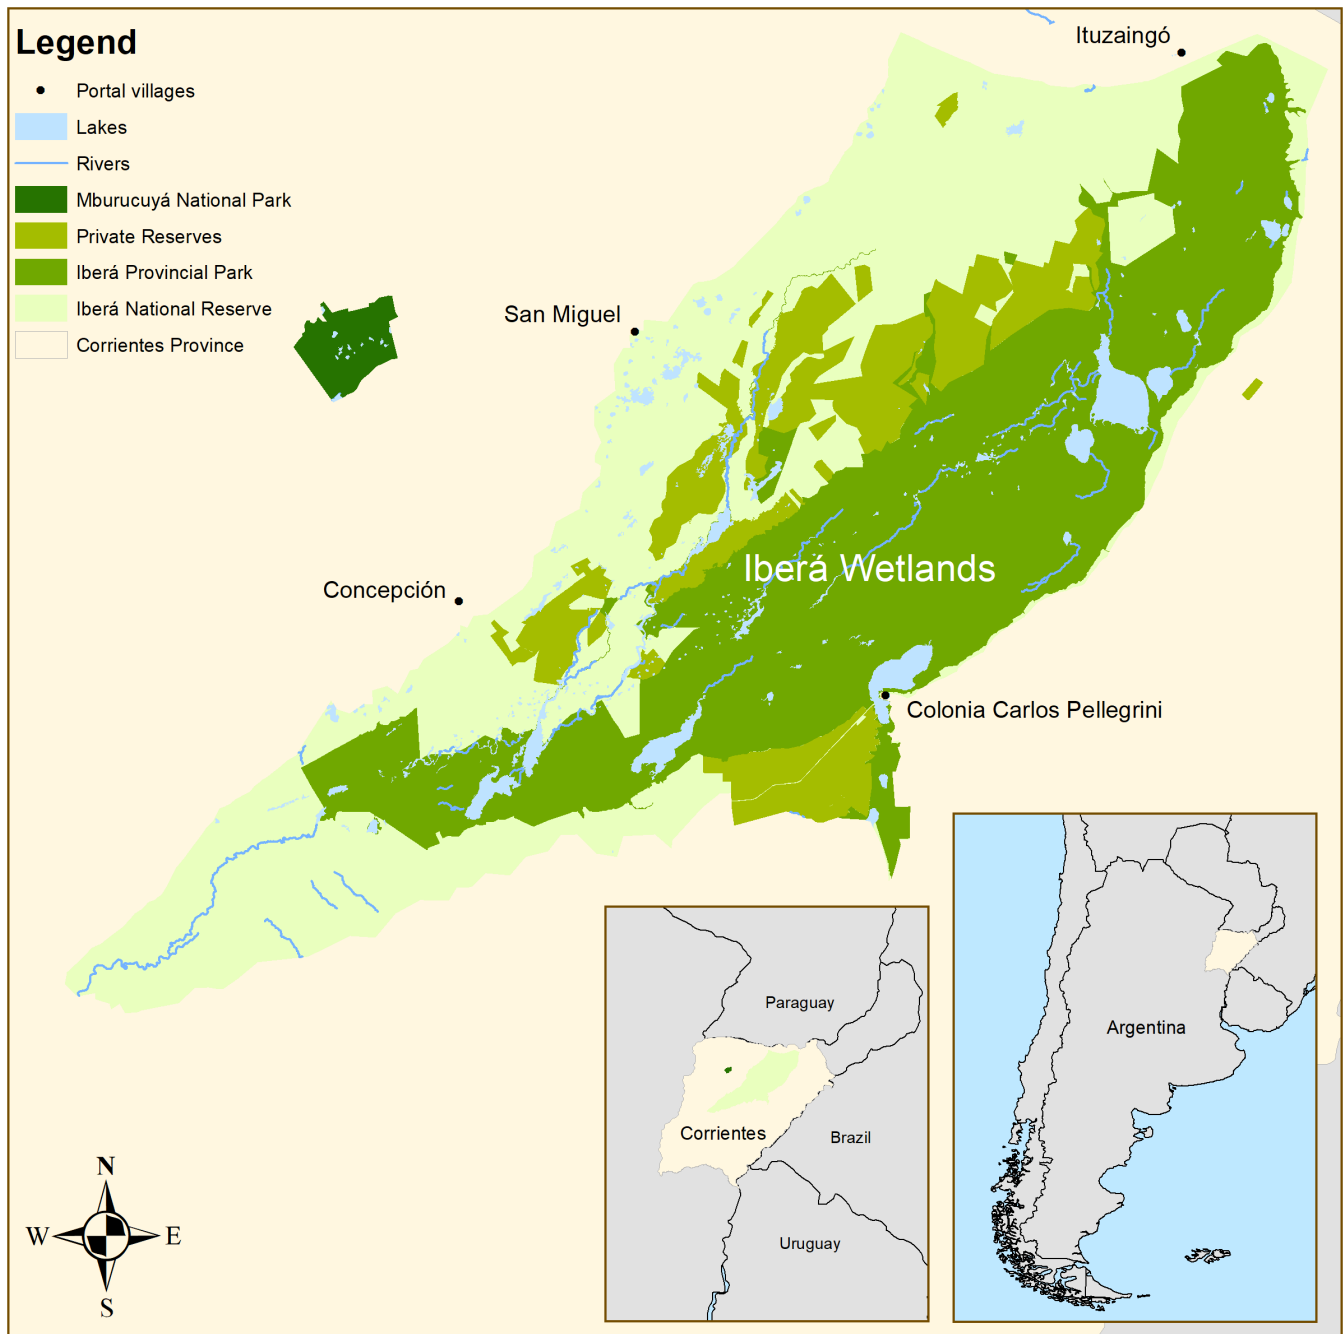 Legend
Portal villages
Lakes
Rivers
Mburucuyá National Park
Private Reserves
Iberá Provincial Park
Iberá National Reserve
Corrientes Province
Ituzaingó
San Miguel
Concepción
Iberá Wetlands
Colonia Carlos Pellegrini
Paraguay
Corrientes
Brazil
Uruguay
Argentina
N
W E
S